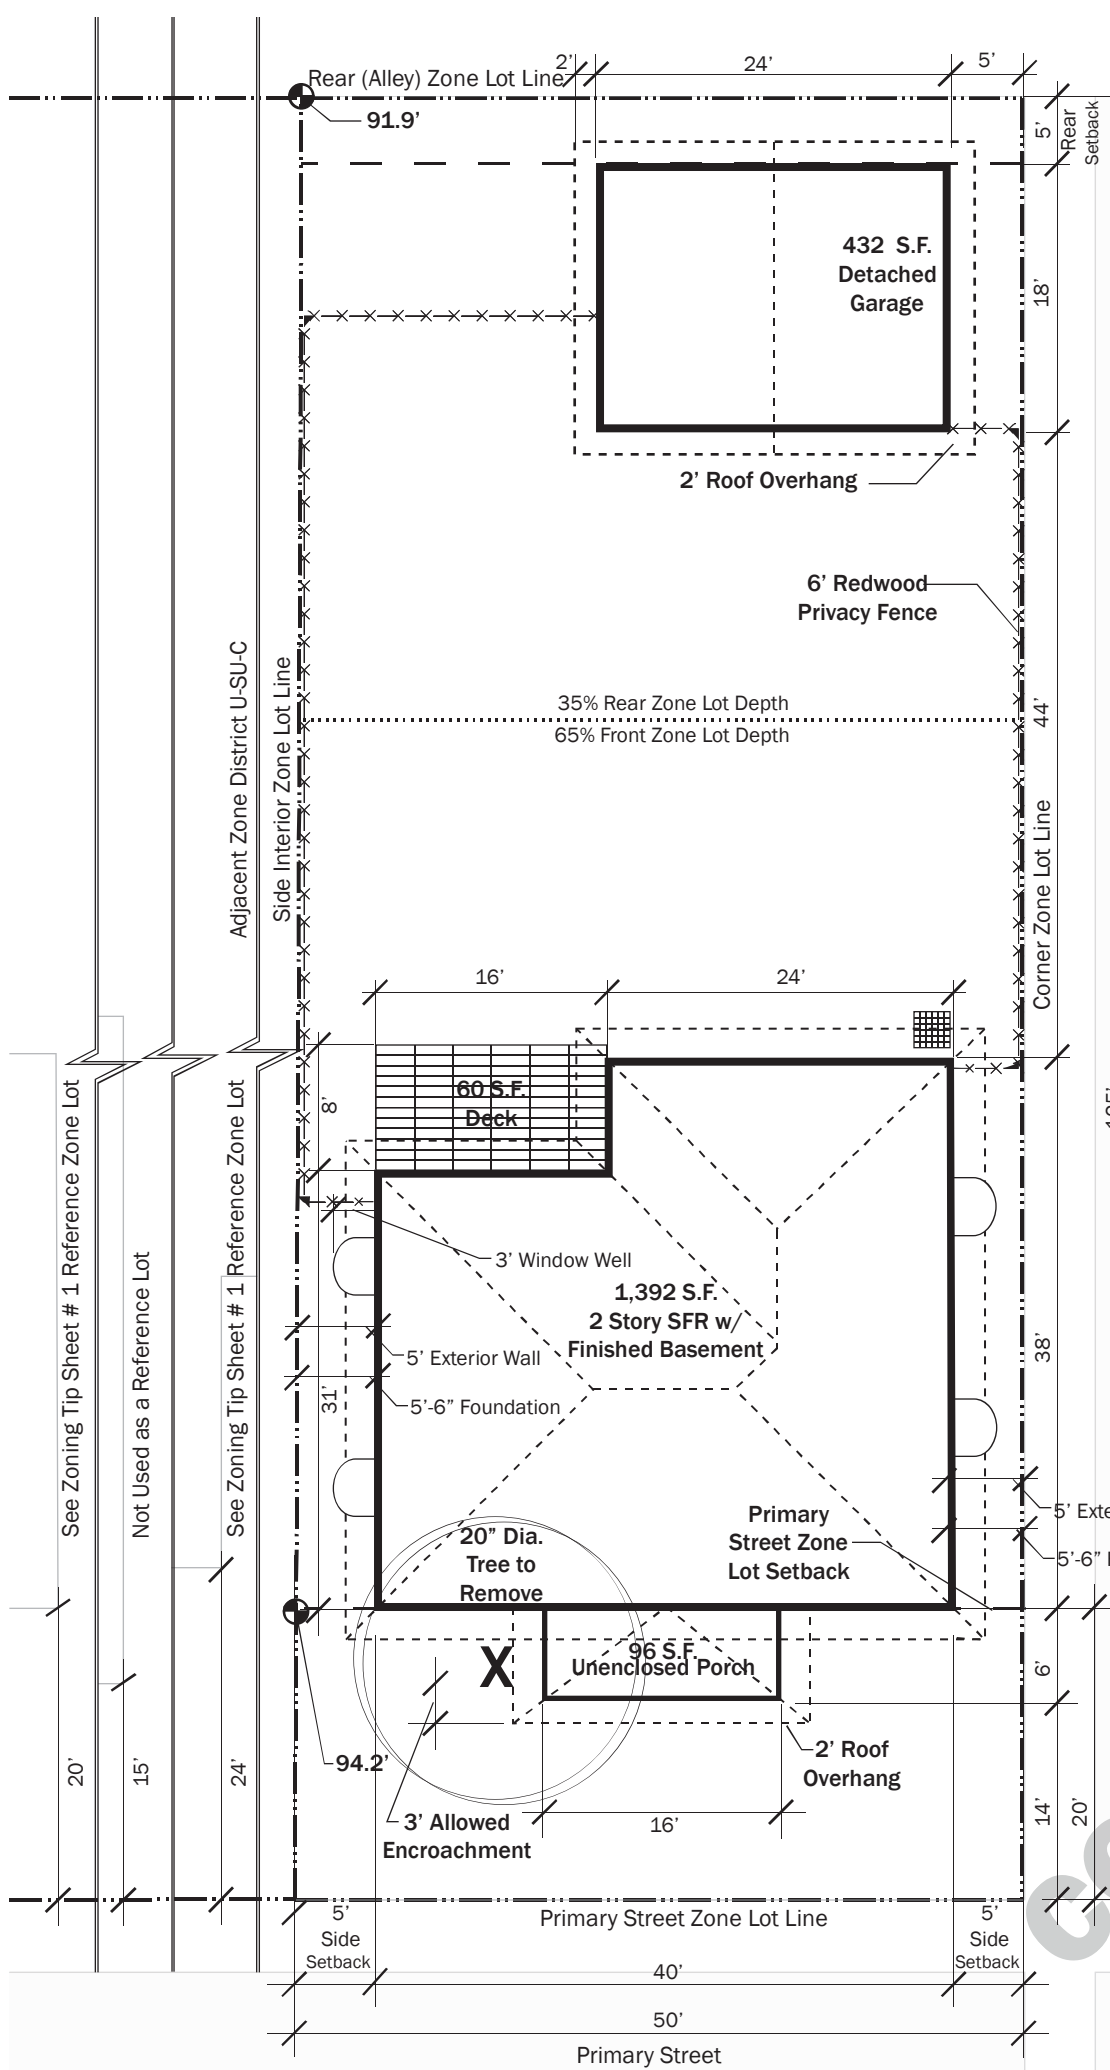 2'
24'
5'
Rear (Alley) Zone Lot Line
91.9'
5'
Rear
Setback
432 S.F.
Detached
Garage
18'
2' Roof Overhang
6' Redwood
Privacy Fence
35% Rear Zone Lot Depth
65% Front Zone Lot Depth
44'
Adjacent Zone District U-SU-C
Side Interior Zone Lot Line
Corner Zone Lot Line
16'
24'
60 S.F.
Deck
8'
See Zoning Tip Sheet # 1 Reference Zone Lot
Not Used as a Reference Lot
See Zoning Tip Sheet # 1 Reference Zone Lot
3' Window Well
1,392 S.F.
2 Story SFR w/
Finished Basement
5' Exterior Wall
5'-6" Foundation
31'
38'
Primary
Street Zone
Lot Setback
5' Exte
5'-6"
20" Dia.
Tree to
Remove
X
96 S.F.
Unenclosed Porch
6'
94.2'
2' Roof
Overhang
20'
15'
24'
3' Allowed
Encroachment
16'
14'
20'
5'
Side
Setback
Primary Street Zone Lot Line
5'
Side
Setback
40'
50'
Primary Street